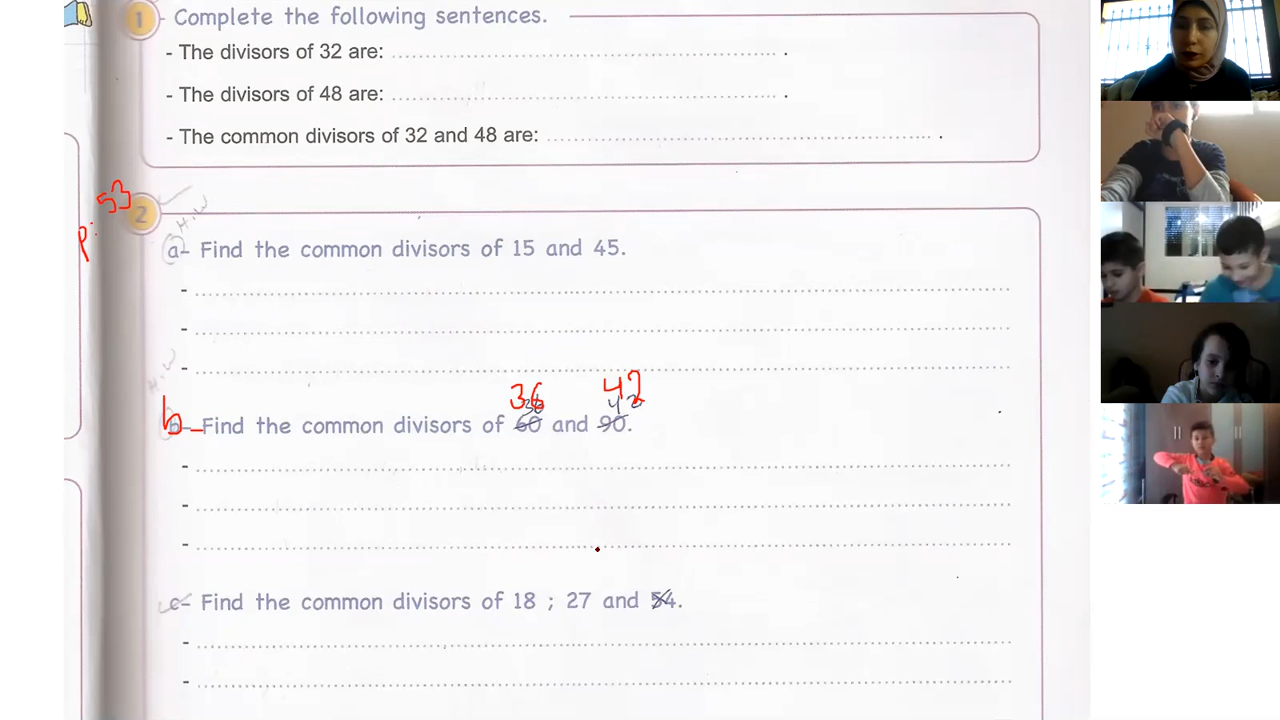 1 - Complete the following sentences.
- The divisors of 32 are: .
- The divisors of 48 are: .
- The common divisors of 32 and 48 are: .
p: 53
2
H.W
a- Find the common divisors of 15 and 45.
-
-
-
H.W
36 42
36 42
b- Find the common divisors of 60 and 90.
-
-
-
c- Find the common divisors of 18 ; 27 and 54.
-
-